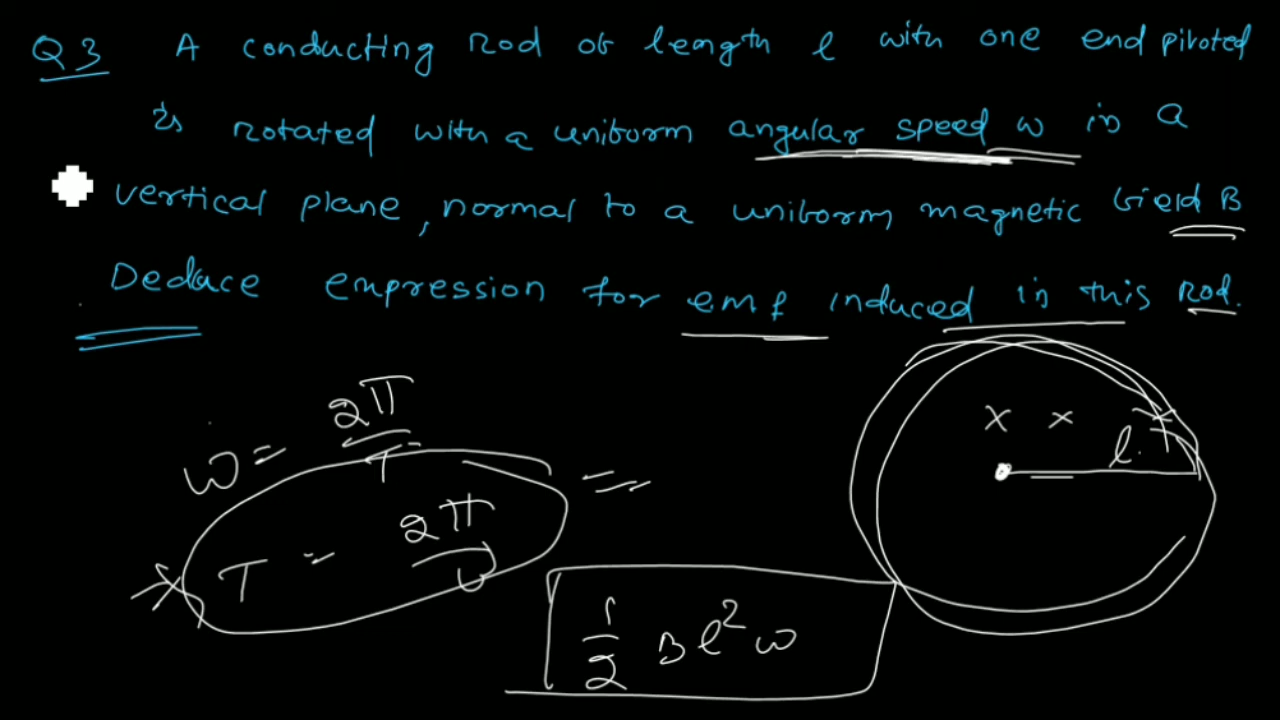 Q3 A conducting Rod of length l with one end pivoted
is rotated with a uniform angular speed ω in a
vertical plane, normal to a uniform magnetic field B
Deduce expression for emf induced in this Rod.
ω = 2π/T =
T = 2π/ω
x x x
l
1/2 Bl²ω